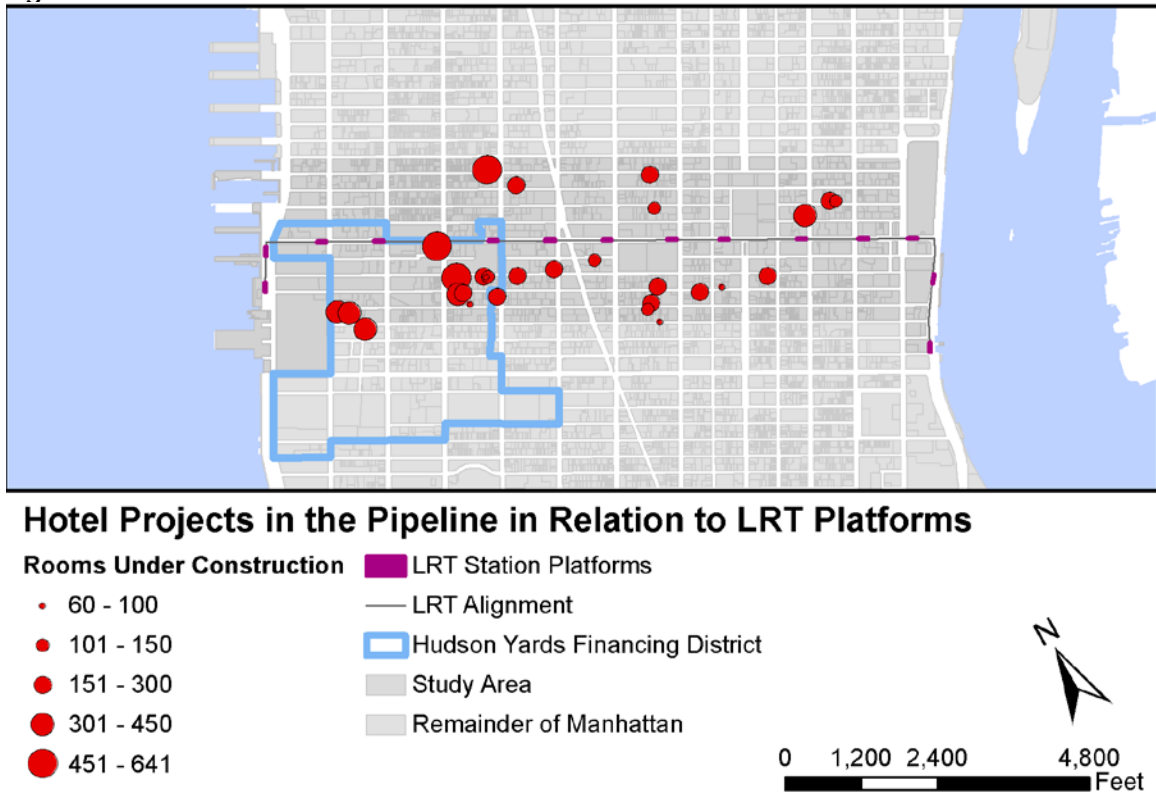 Hotel Projects in the Pipeline in Relation to LRT Platforms
Rooms Under Construction
60 - 100
101 - 150
151 - 300
301 - 450
451 - 641
LRT Station Platforms
LRT Alignment
Hudson Yards Financing District
Study Area
Remainder of Manhattan
N
0 1,200 2,400 4,800
Feet